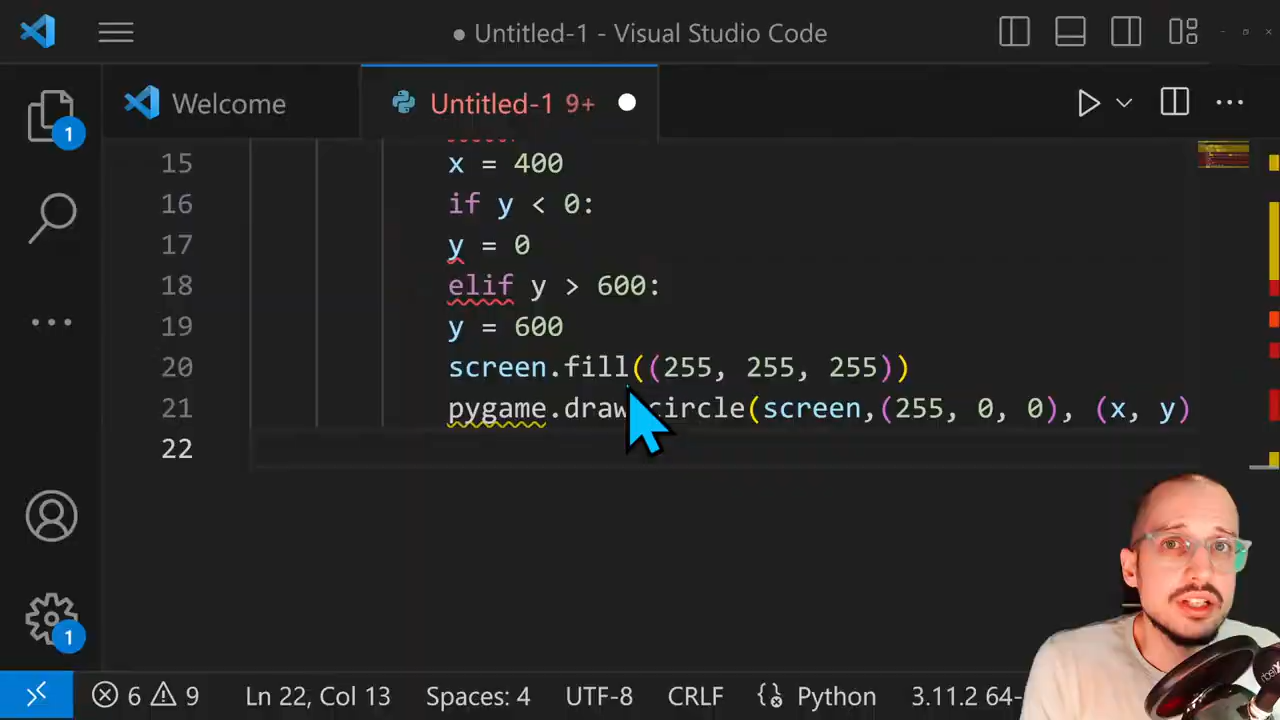 ● Untitled-1 - Visual Studio Code
Welcome
Untitled-1 9+
15 x = 400
16 if y < 0:
17 y = 0
18 elif y > 600:
19 y = 600
20 screen.fill((255, 255, 255))
21 pygame.draw circle(screen,(255, 0, 0), (x, y)
22
1
1
6 9 Ln 22, Col 13 Spaces: 4 UTF-8 CRLF Python 3.11.2 64-